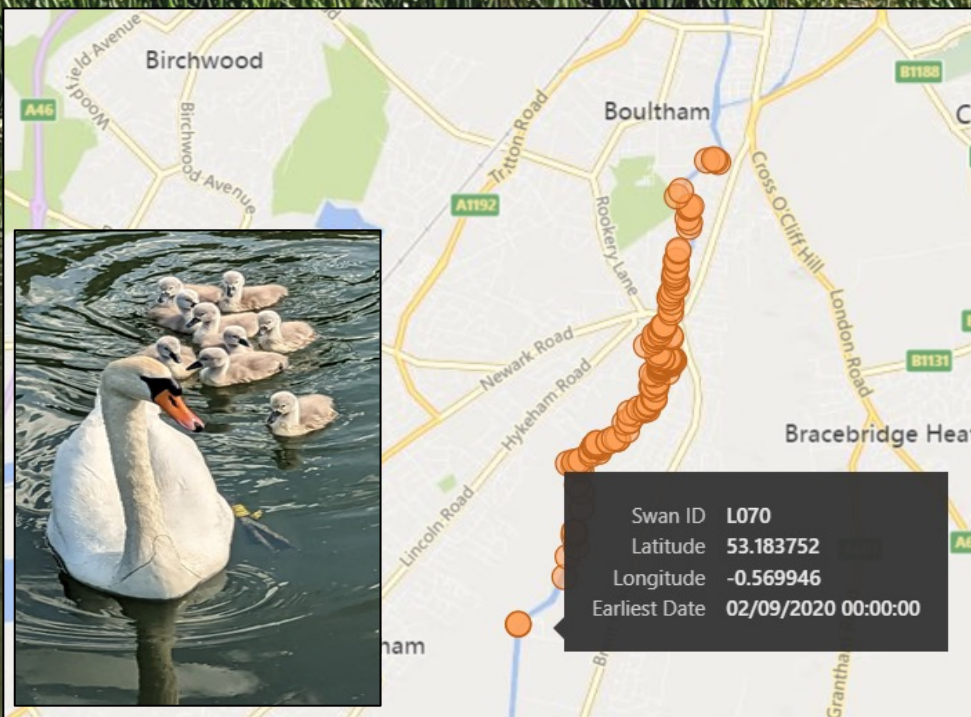 Birchwood
Woodfield Avenue
A46
Birchwood Avenue
B1188
Boultham
Tritton Road
A1192
Rookery Lane
Cross O'Cliff Hill
London Road
Newark Road
Hykeham Road
B1131
Bracebridge Heat
Lincoln Road
Swan ID L070
Latitude 53.183752
Longitude -0.569946
Earliest Date 02/09/2020 00:00:00
ham
Grantham R